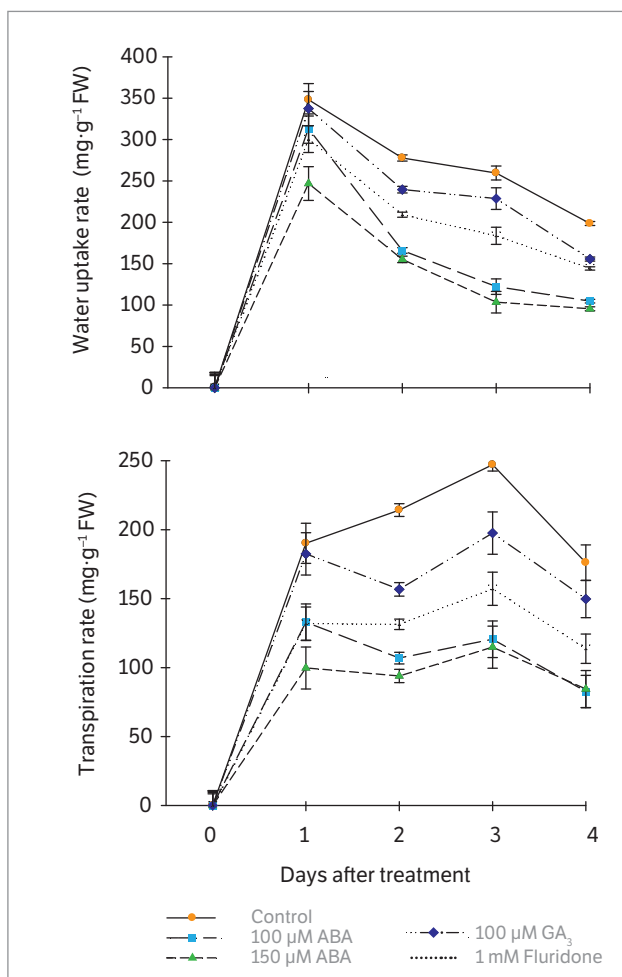 Water uptake rate (mg·g⁻¹ FW)
400
350
300
250
200
150
100
50
0
Transpiration rate (mg·g⁻¹ FW)
250
200
150
100
50
0
0 1 2 3 4
Days after treatment
Control
100 µM ABA
150 µM ABA
100 µM GA₃
1 mM Fluridone